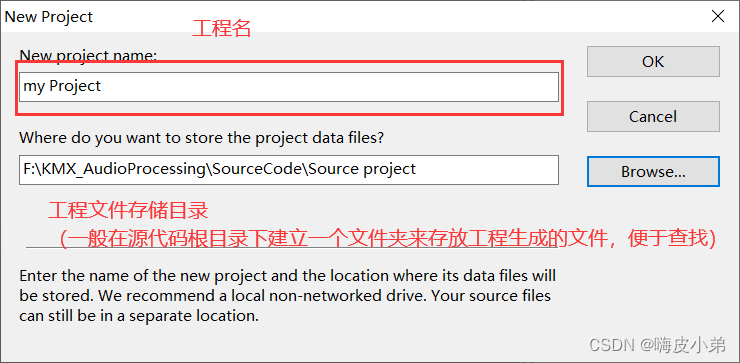 New Project
工程名
New project name:
my Project
OK
Cancel
Where do you want to store the project data files?
F:\KMX_AudioProcessing\SourceCode\Source project
Browse...
工程文件存储目录
（一般在源代码根目录下建立一个文件夹来存放工程生成的文件，便于查找）
Enter the name of the new project and the location where its data files will
be stored. We recommend a local non-networked drive. Your source files
can still be in a separate location.
CSDN @嗨皮小弟